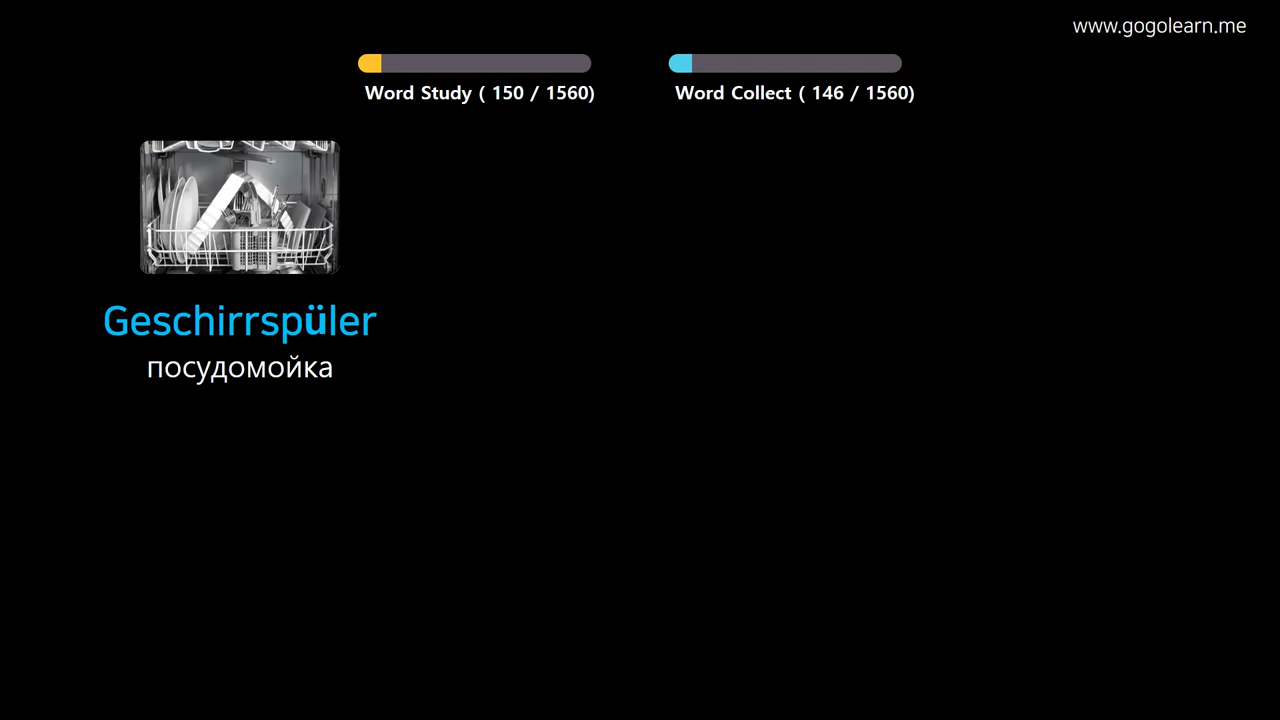 www.gogolearn.me
Word Study ( 150 / 1560)
Word Collect ( 146 / 1560)
Geschirrspüler
посудомойка